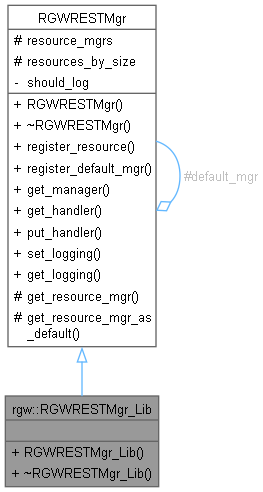 RGWRESTMgr
# resource_mgrs
# resources_by_size
- should_log
+ RGWRESTMgr()
+ ~RGWRESTMgr()
+ register_resource()
+ register_default_mgr()
+ get_manager()
+ get_handler()
+ put_handler()
+ set_logging()
+ get_logging()
# get_resource_mgr()
# get_resource_mgr_as
_default()
#default_mgr
rgw::RGWRESTMgr_Lib
+ RGWRESTMgr_Lib()
+ ~RGWRESTMgr_Lib()